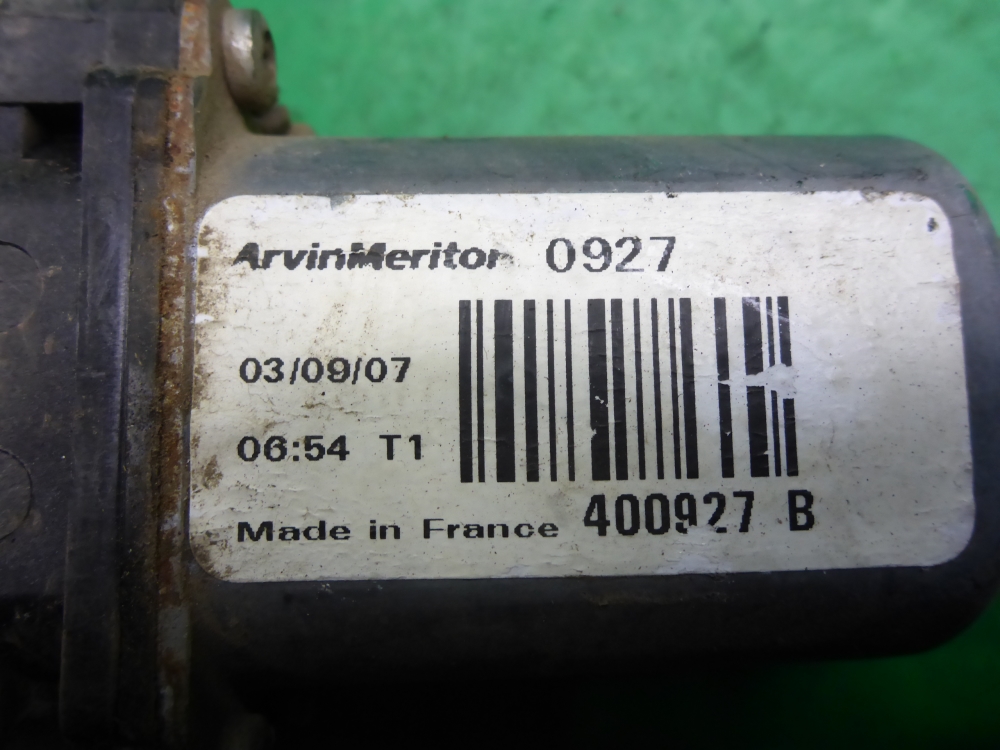 ArvinMeritor 0927
03/09/07
06:54 T1
Made in France 400927 B